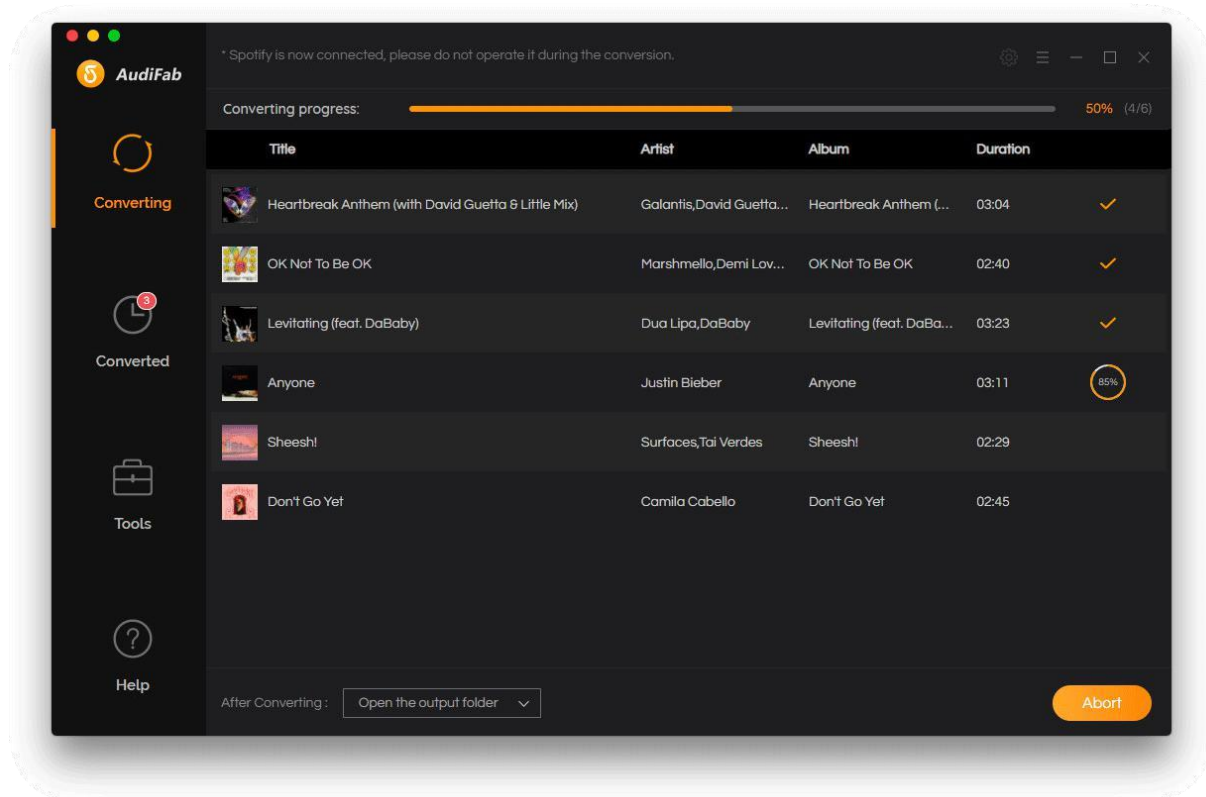 * Spotify is now connected, please do not operate it during the conversion.
AudiFab
Converting progress: 50% (4/6)
Title Artist Album Duration
Converting
Heartbreak Anthem (with David Guetta & Little Mix) Galantis,David Guetta... Heartbreak Anthem (... 03:04
OK Not To Be OK Marshmello,Demi Lov... OK Not To Be OK 02:40
3
Levitating (feat. DaBaby) Dua Lipa,DaBaby Levitating (feat. DaBa... 03:23
Converted
Anyone Justin Bieber Anyone 03:11 85%
Sheesh! Surfaces,Tai Verdes Sheesh! 02:29
Don't Go Yet Camila Cabello Don't Go Yet 02:45
Tools
?
Help
After Converting : Open the output folder Abort